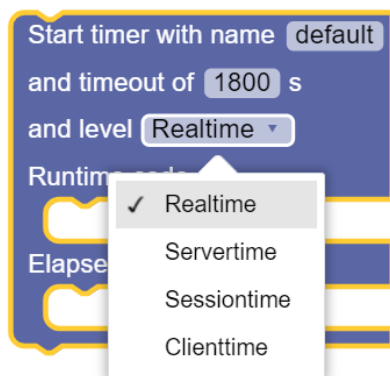 Start timer with name default
and timeout of 1800 s
and level Realtime
✓ Realtime
Servertime
Sessiontime
Clienttime